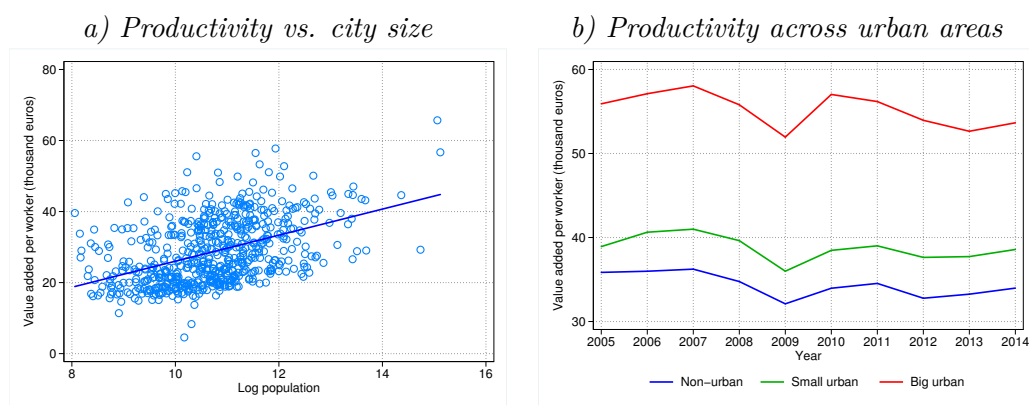 a) Productivity vs. city size
Value added per worker (thousand euros)
80
60
40
20
0
8 10 12 14 16
Log population
b) Productivity across urban areas
Value added per worker (thousand euros)
60
50
40
30
2005 2006 2007 2008 2009 2010 2011 2012 2013 2014
Year
Non-urban Small urban Big urban